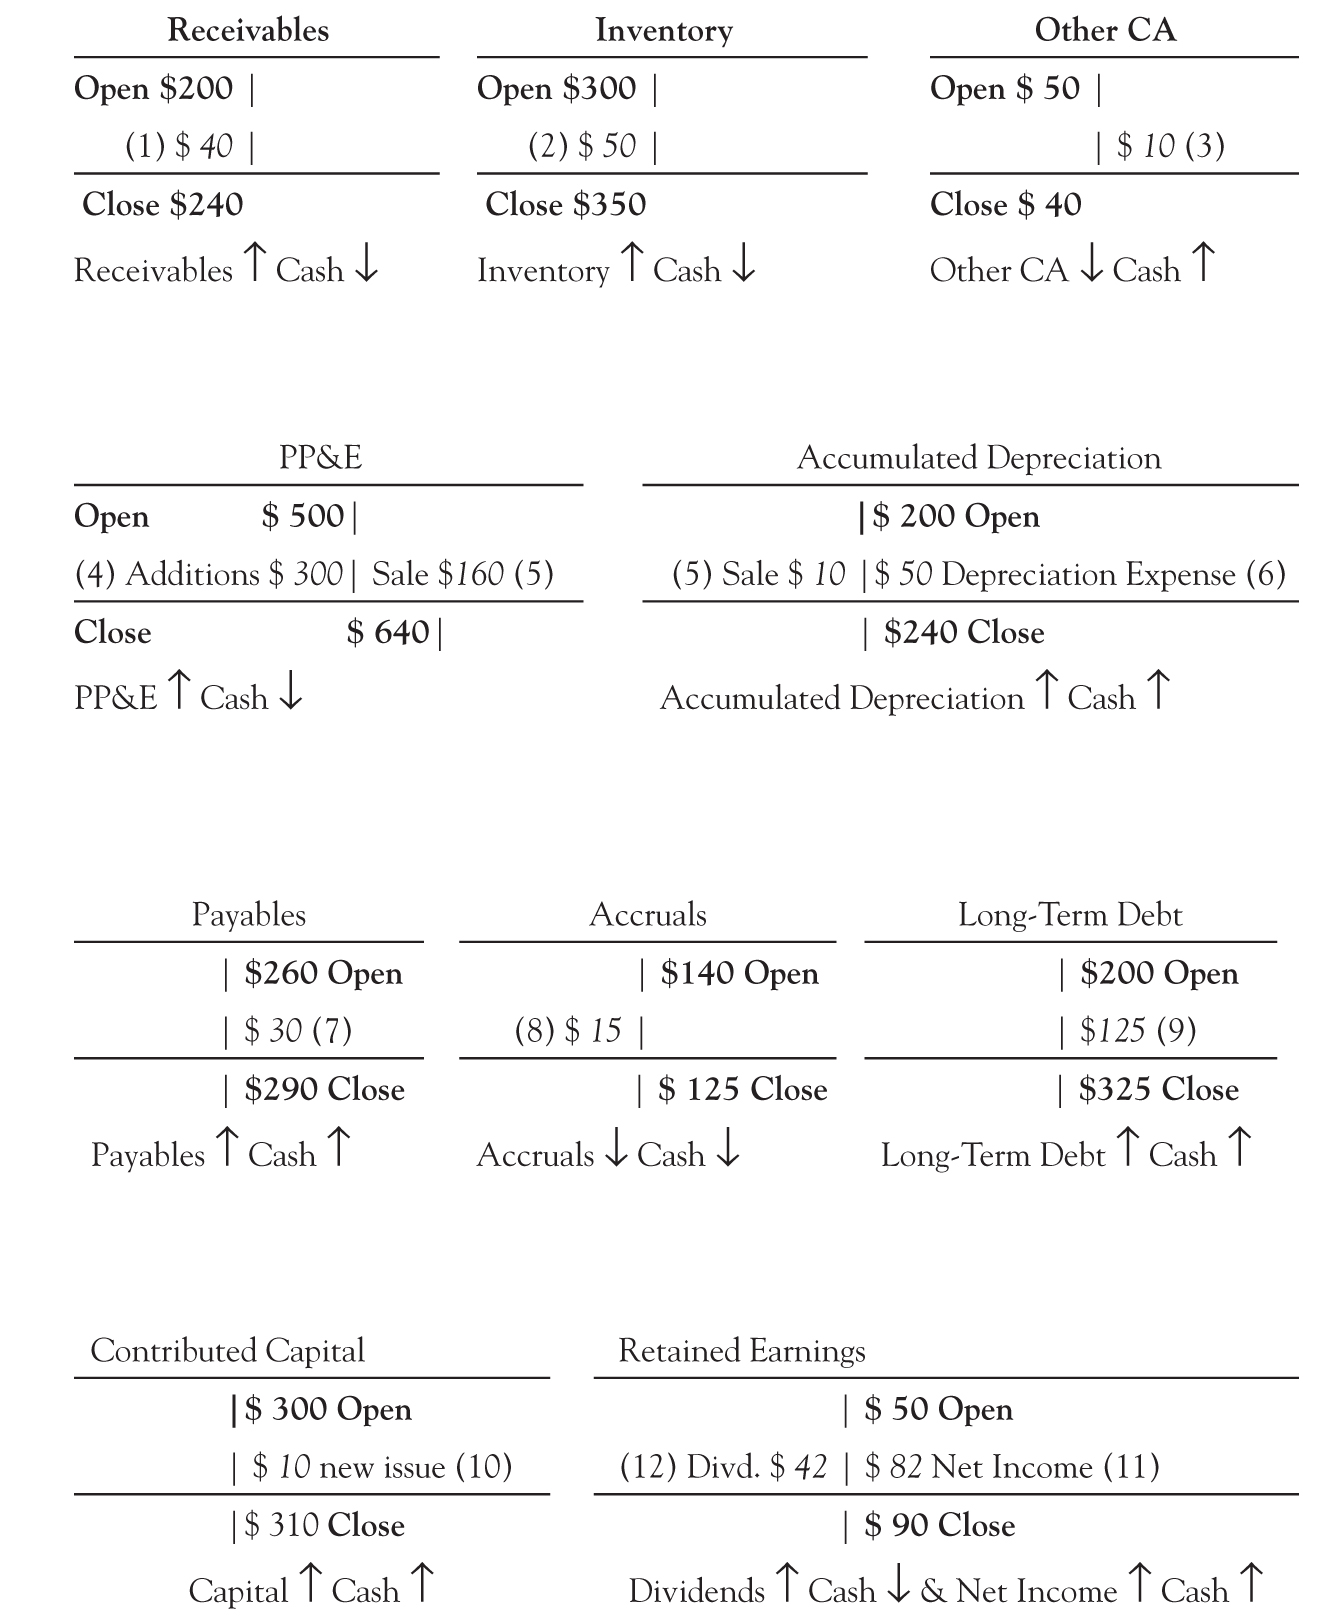 Receivables Inventory Other CA
Open $200 | Open $300 | Open $ 50 |
(1) $ 40 | (2) $ 50 | | $ 10 (3)
Close $240 Close $350 Close $ 40
Receivables ↑ Cash ↓ Inventory ↑ Cash ↓ Other CA ↓ Cash ↑
PP&E Accumulated Depreciation
Open $ 500 | | $ 200 Open
(4) Additions $ 300 | Sale $160 (5) (5) Sale $ 10 | $ 50 Depreciation Expense (6)
Close $ 640 | | $240 Close
PP&E ↑ Cash ↓ Accumulated Depreciation ↑ Cash ↑
Payables Accruals Long-Term Debt
| $260 Open | $140 Open | $200 Open
| $ 30 (7) (8) $ 15 | | $125 (9)
| $290 Close | $ 125 Close | $325 Close
Payables ↑ Cash ↑ Accruals ↓ Cash ↓ Long-Term Debt ↑ Cash ↑
Contributed Capital Retained Earnings
| $ 300 Open | $ 50 Open
| $ 10 new issue (10) (12) Divd. $ 42 | $ 82 Net Income (11)
| $ 310 Close | $ 90 Close
Capital ↑ Cash ↑ Dividends ↑ Cash ↓ & Net Income ↑ Cash ↑